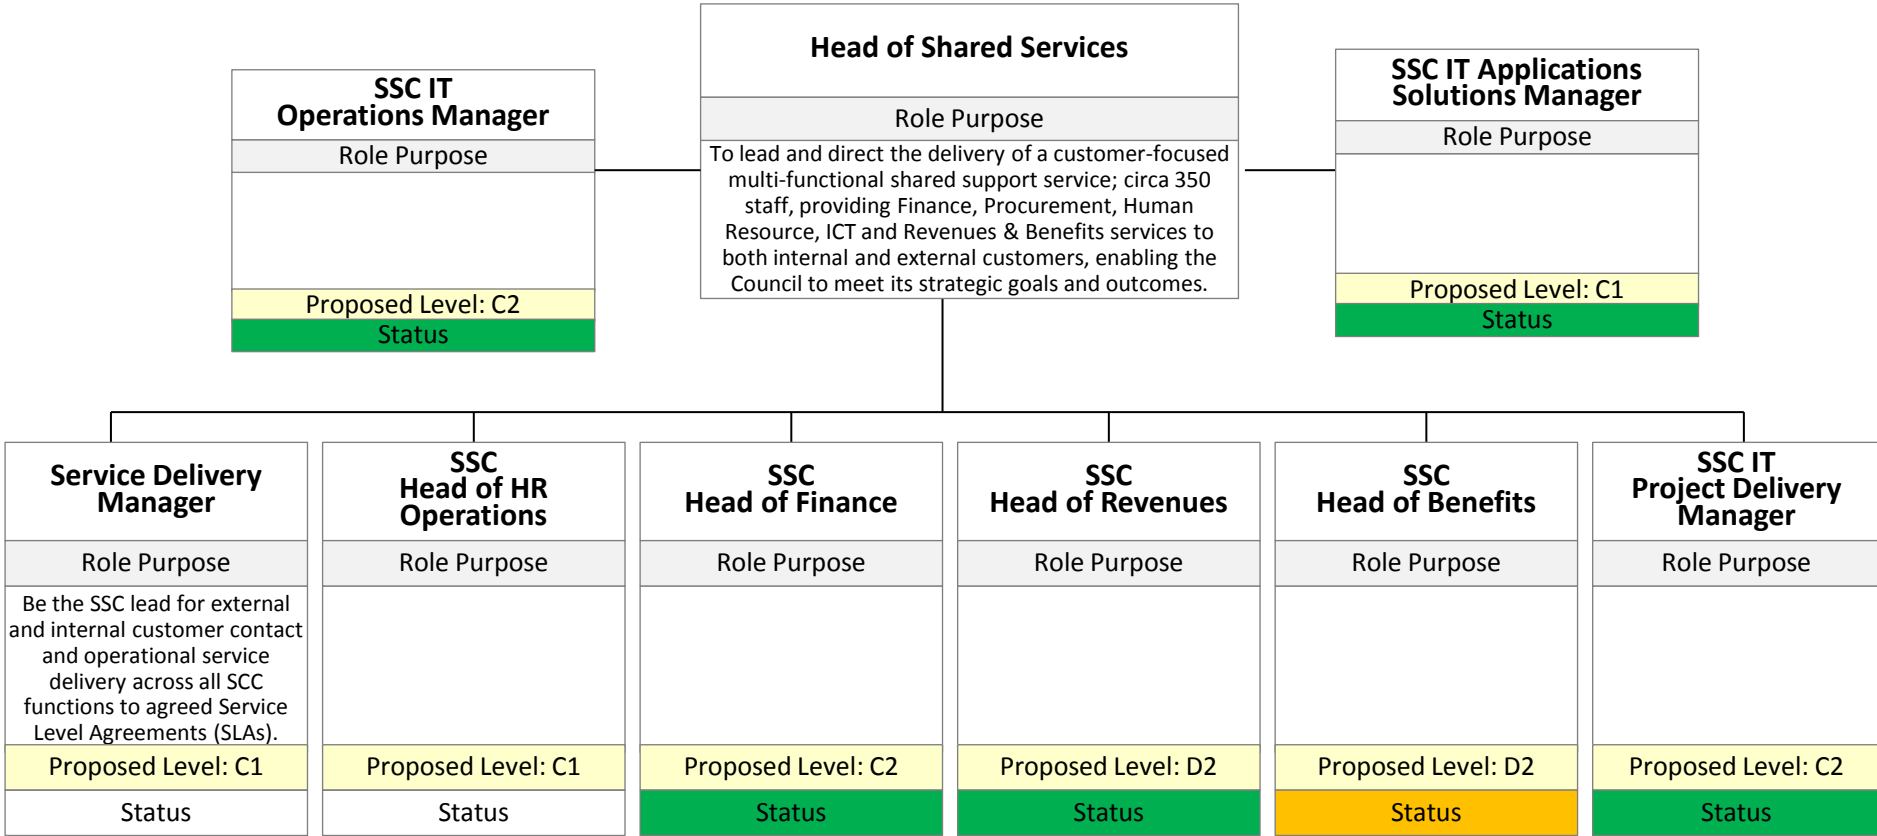 Head of Shared Services
Role Purpose
To lead and direct the delivery of a customer-focused
multi-functional shared support service; circa 350
staff, providing Finance, Procurement, Human
Resource, ICT and Revenues & Benefits services to
both internal and external customers, enabling the
Council to meet its strategic goals and outcomes.
SSC IT
Operations Manager
Role Purpose
Proposed Level: C2
Status
SSC IT Applications
Solutions Manager
Role Purpose
Proposed Level: C1
Status
Service Delivery
Manager
Role Purpose
Be the SSC lead for external
and internal customer contact
and operational service
delivery across all SCC
functions to agreed Service
Level Agreements (SLAs).
Proposed Level: C1
Status
SSC
Head of HR
Operations
Role Purpose
Proposed Level: C1
Status
SSC
Head of Finance
Role Purpose
Proposed Level: C2
Status
SSC
Head of Revenues
Role Purpose
Proposed Level: D2
Status
SSC
Head of Benefits
Role Purpose
Proposed Level: D2
Status
SSC IT
Project Delivery
Manager
Role Purpose
Proposed Level: C2
Status